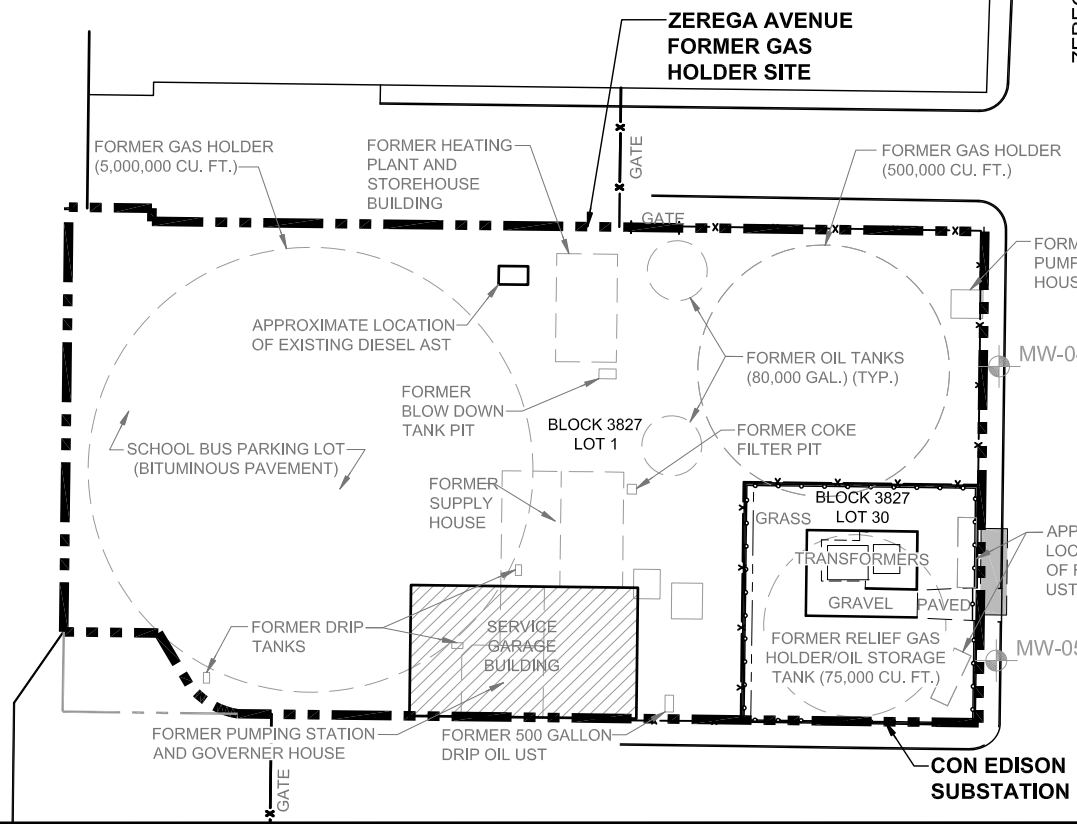 ZEREGA AVENUE
FORMER GAS
HOLDER SITE
FORMER GAS HOLDER
(5,000,000 CU. FT.)
FORMER HEATING
PLANT AND
STOREHOUSE
BUILDING
GATE
GATE
FORMER GAS HOLDER
(500,000 CU. FT.)
APPROXIMATE LOCATION
OF EXISTING DIESEL AST
FORMER
BLOW DOWN
TANK PIT
BLOCK 3827
LOT 1
FORMER OIL TANKS
(80,000 GAL.) (TYP.)
SCHOOL BUS PARKING LOT
(BITUMINOUS PAVEMENT)
FORMER COKE
FILTER PIT
FORMER
SUPPLY
HOUSE
BLOCK 3827
LOT 30
GRASS
TRANSFORMERS
GRAVEL
PAVED
OF
UST
FORMER DRIP
TANKS
SERVICE
GARAGE
BUILDING
FORMER RELIEF GAS
HOLDER/OIL STORAGE
TANK (75,000 CU. FT.)
MW-05
FORMER PUMPING STATION
AND GOVERNER HOUSE
FORMER 500 GALLON
DRIP OIL UST
GATE
CON EDISON
SUBSTATION